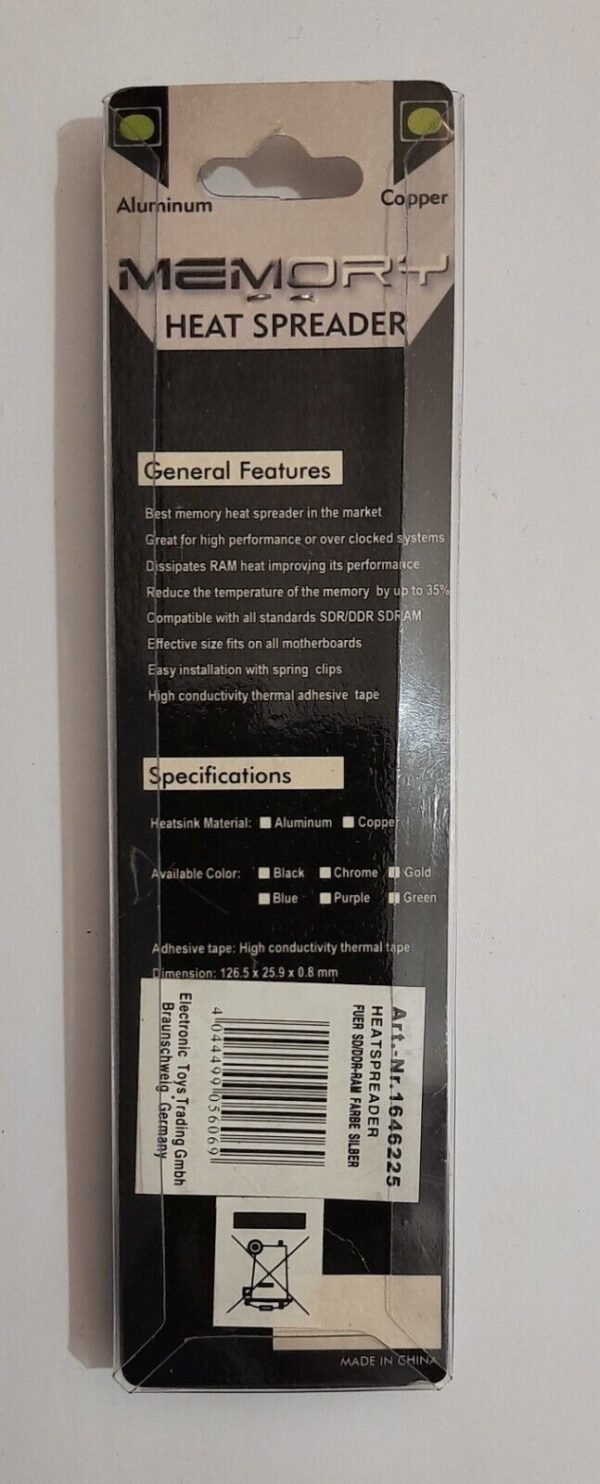 Aluminum
Copper
MEMORY
HEAT SPREADER
General Features
Best memory heat spreader in the market
Great for high performance or over clocked systems
Dissipates RAM heat improving its performance
Reduce the temperature of the memory by up to 35%
Compatible with all standards SDR/DDR SDRAM
Effective size fits on all motherboards
Easy installation with spring clips
High conductivity thermal adhesive tape
Specifications
Heatsink Material: Aluminum Copper
Available Color: Black Chrome Gold
Blue Purple Green
Adhesive tape: High conductivity thermal tape
Dimension: 126.5 x 25.9 x 0.8 mm
Art.-Nr.1646225
HEATSPREADER
FUER SD/DDR-RAM FARBE SILBER
4 044499 056069
Electronic Toys Trading Gmbh
Braunschweig, Germany
MADE IN CHINA